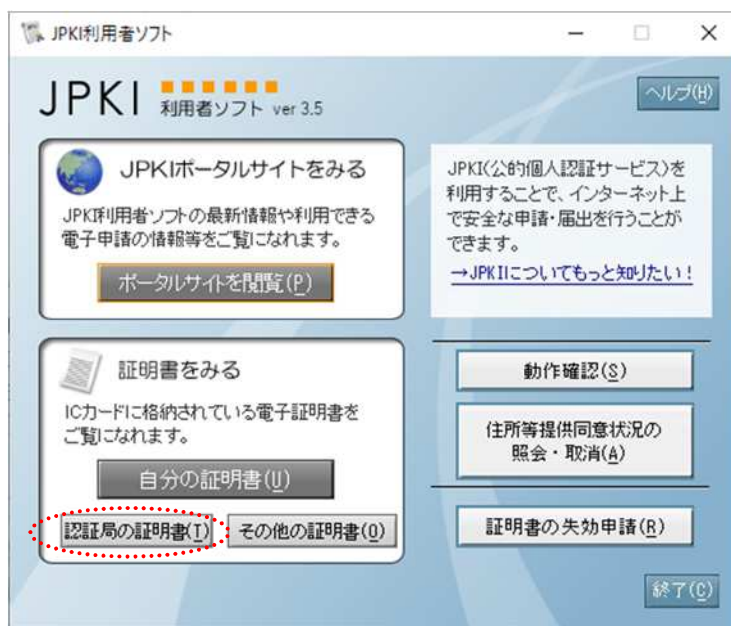 JPKI利用者ソフト
JPKI 利用者ソフト ver 3.5
ヘルプ(H)
JPKIポータルサイトをみる
JPKI利用者ソフトの最新情報や利用できる
電子申請の情報等をご覧になれます。
ポータルサイトを閲覧(P)
JPKI(公的個人認証サービス)を
利用することで、インターネット上
で安全な申請・届出を行うことが
できます。
→JPKIについてもっと知りたい!
証明書をみる
ICカードに格納されている電子証明書を
ご覧になれます。
自分の証明書(U)
認証局の証明書(T)
その他の証明書(O)
動作確認(S)
住所等提供同意状況の
照会・取消(A)
証明書の失効申請(R)
終了(C)